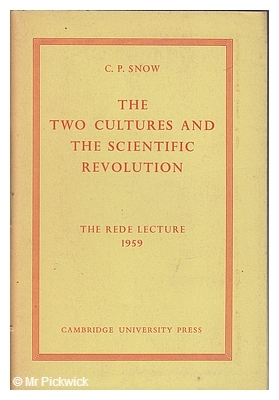 C. P. SNOW
THE
TWO CULTURES AND
THE SCIENTIFIC
REVOLUTION
THE REDE LECTURE
1959
CAMBRIDGE UNIVERSITY PRESS
© Mr Pickwick